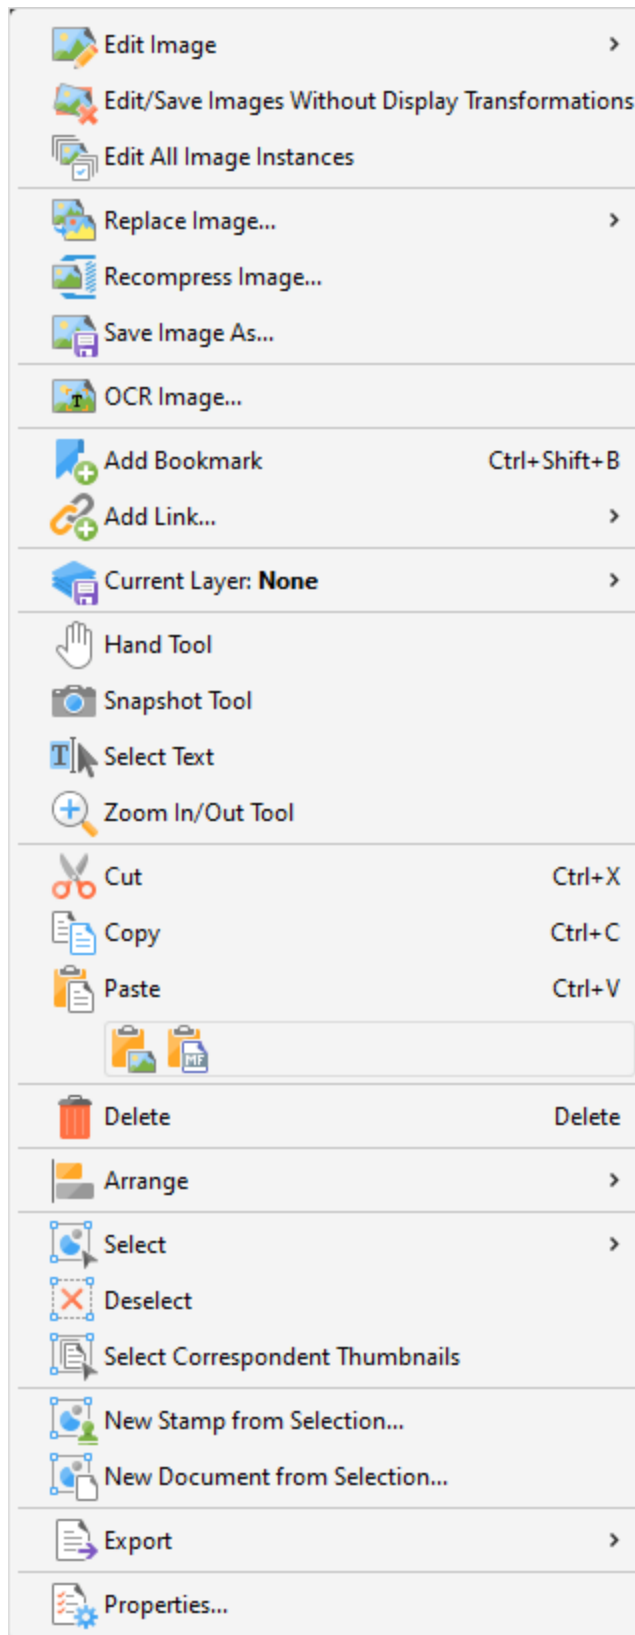 Edit Image
Edit/Save Images Without Display Transformations
Edit All Image Instances
Replace Image...
Recompress Image...
Save Image As...
OCR Image...
Add Bookmark Ctrl+Shift+B
Add Link...
Current Layer: None
Hand Tool
Snapshot Tool
Select Text
Zoom In/Out Tool
Cut Ctrl+X
Copy Ctrl+C
Paste Ctrl+V
MF
Delete Delete
Arrange
Select
Deselect
Select Correspondent Thumbnails
New Stamp from Selection...
New Document from Selection...
Export
Properties...